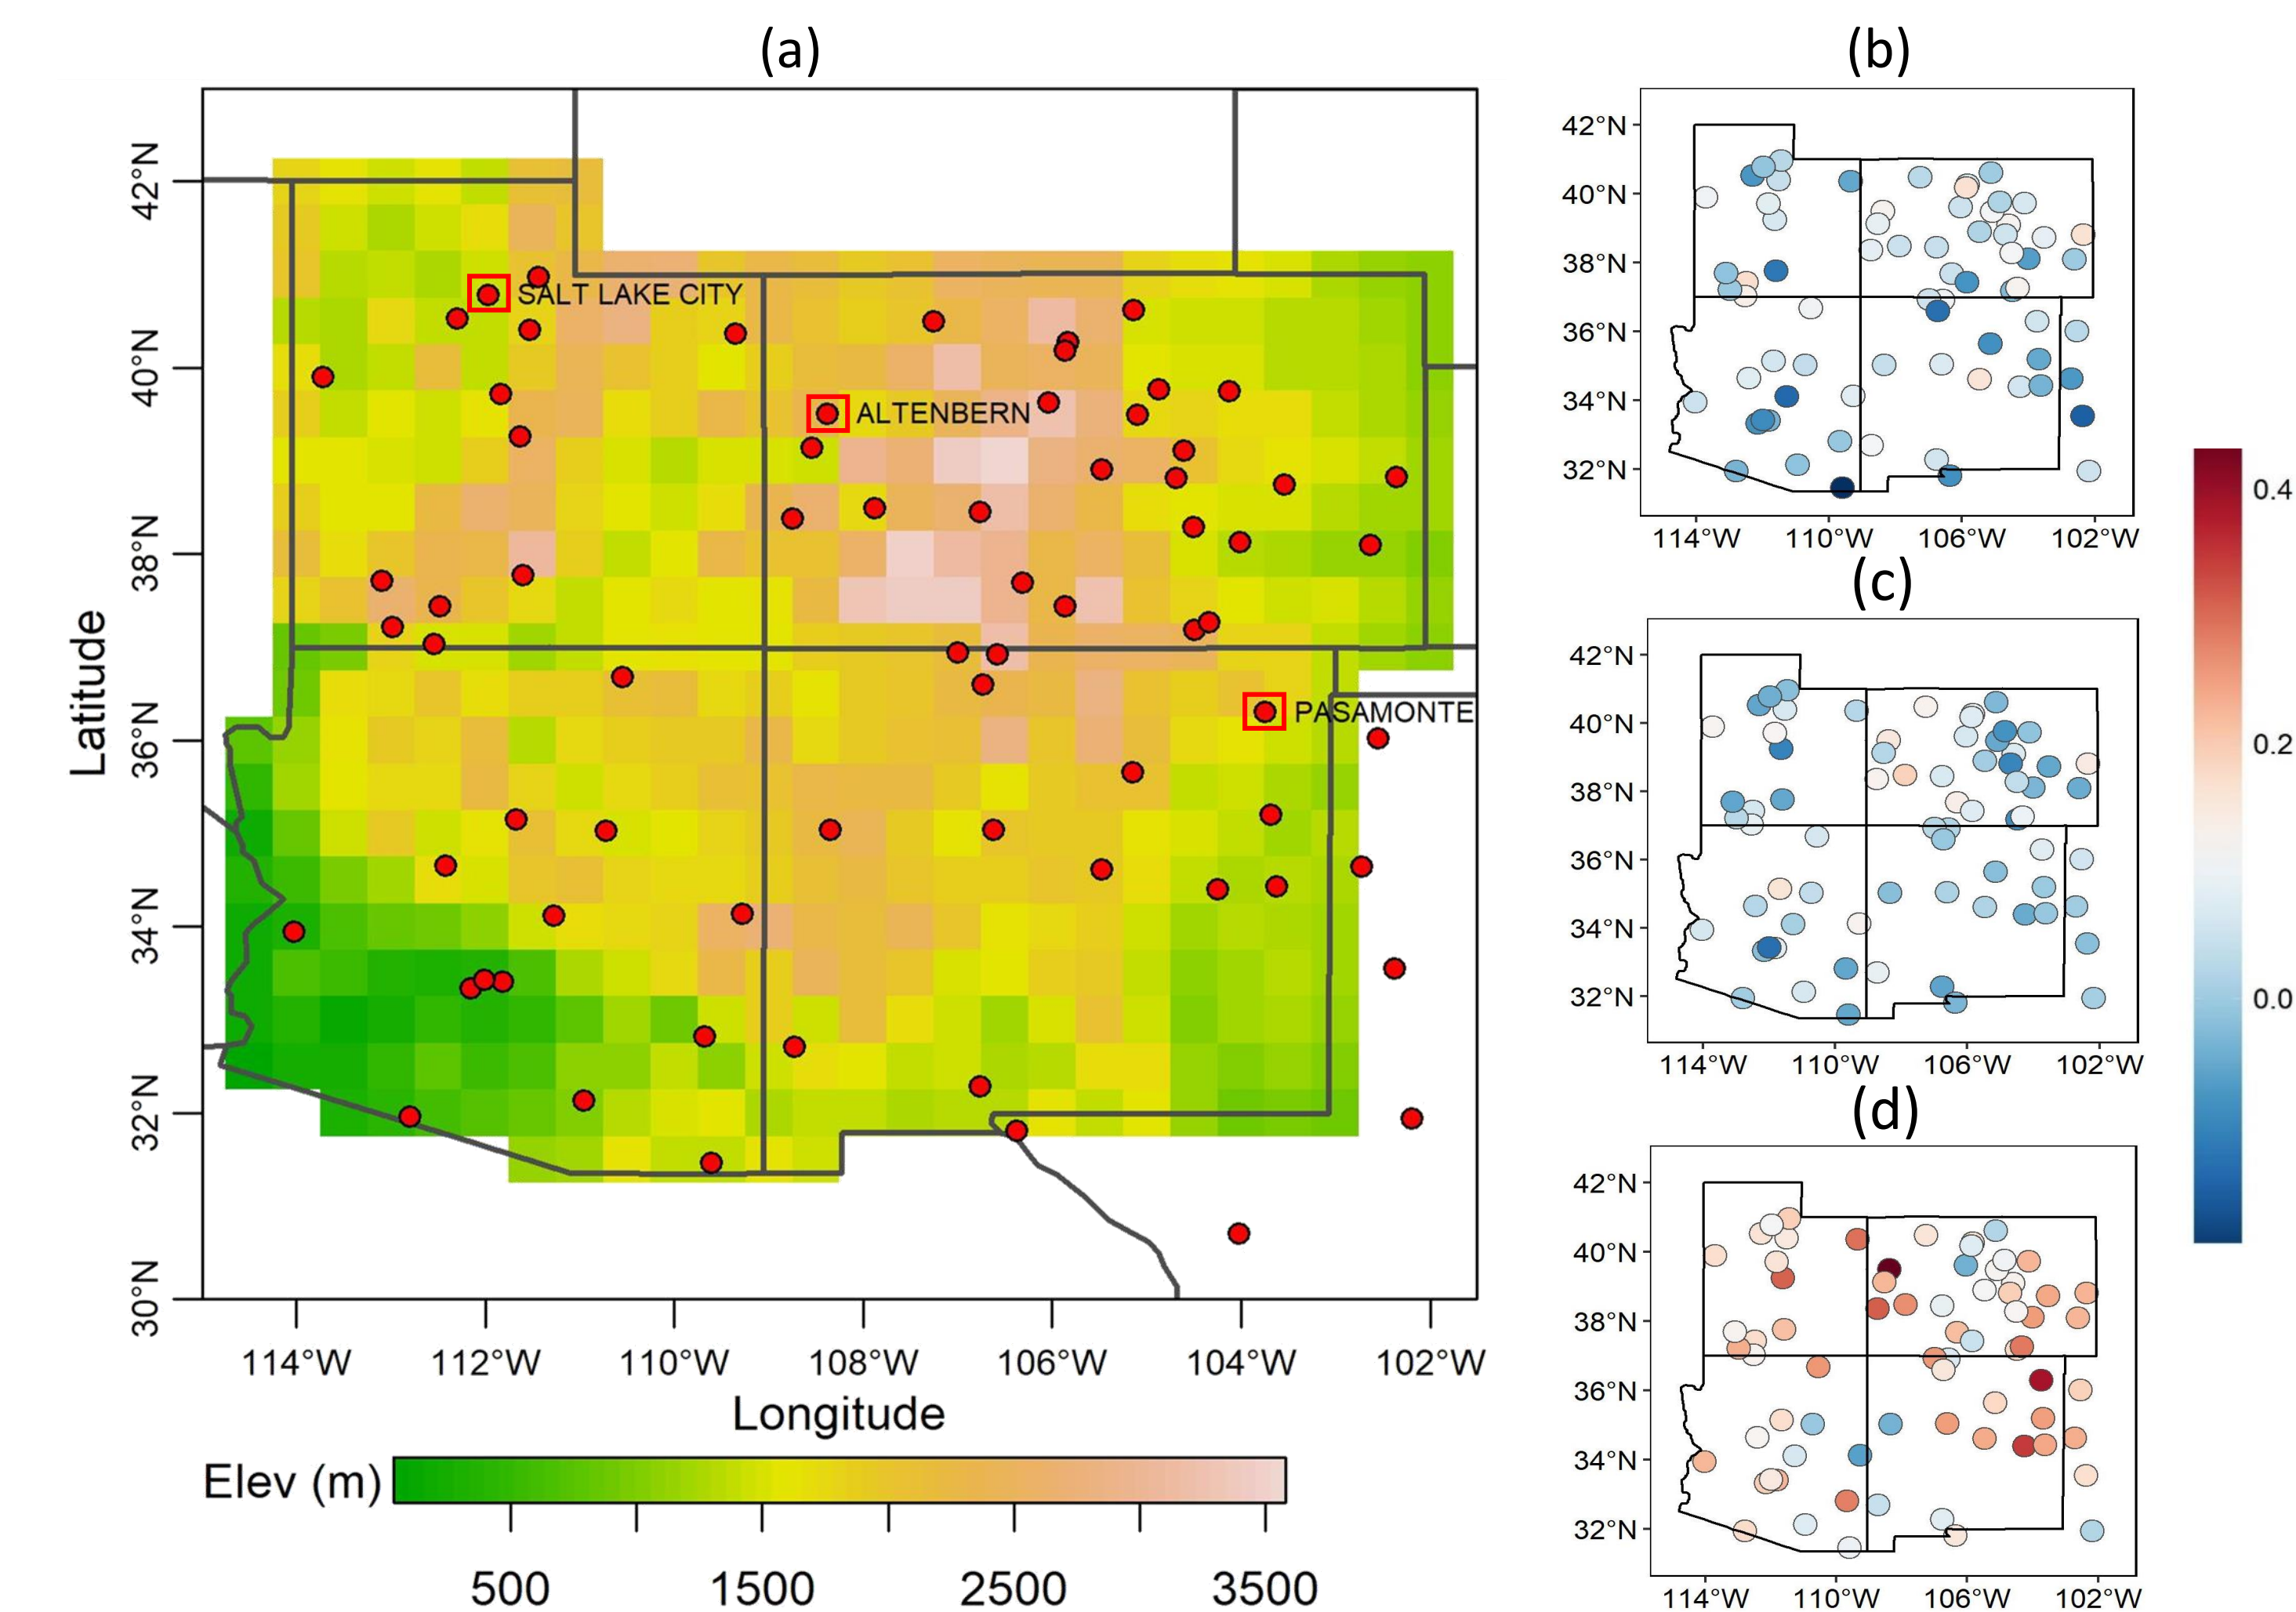 (a)
42°N
40°N
38°N
36°N
34°N
32°N
30°N
Latitude
SALT LAKE CITY
ALTENBERN
PASAMONTE
114°W 112°W 110°W 108°W 106°W 104°W 102°W
Longitude
Elev (m)
500 1500 2500 3500
(b)
42°N
40°N
38°N
36°N
34°N
32°N
114°W 110°W 106°W 102°W
(c)
42°N
40°N
38°N
36°N
34°N
32°N
114°W 110°W 106°W 102°W
(d)
42°N
40°N
38°N
36°N
34°N
32°N
114°W 110°W 106°W 102°W
0.4
0.2
0.0